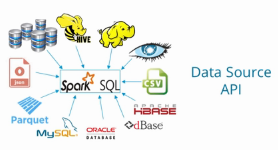 HIVE
json
Spark SQL
CSV
Data Source
API
Parquet
APACHE
HBASE
MySQL
ORACLE
DATABASE
dBase